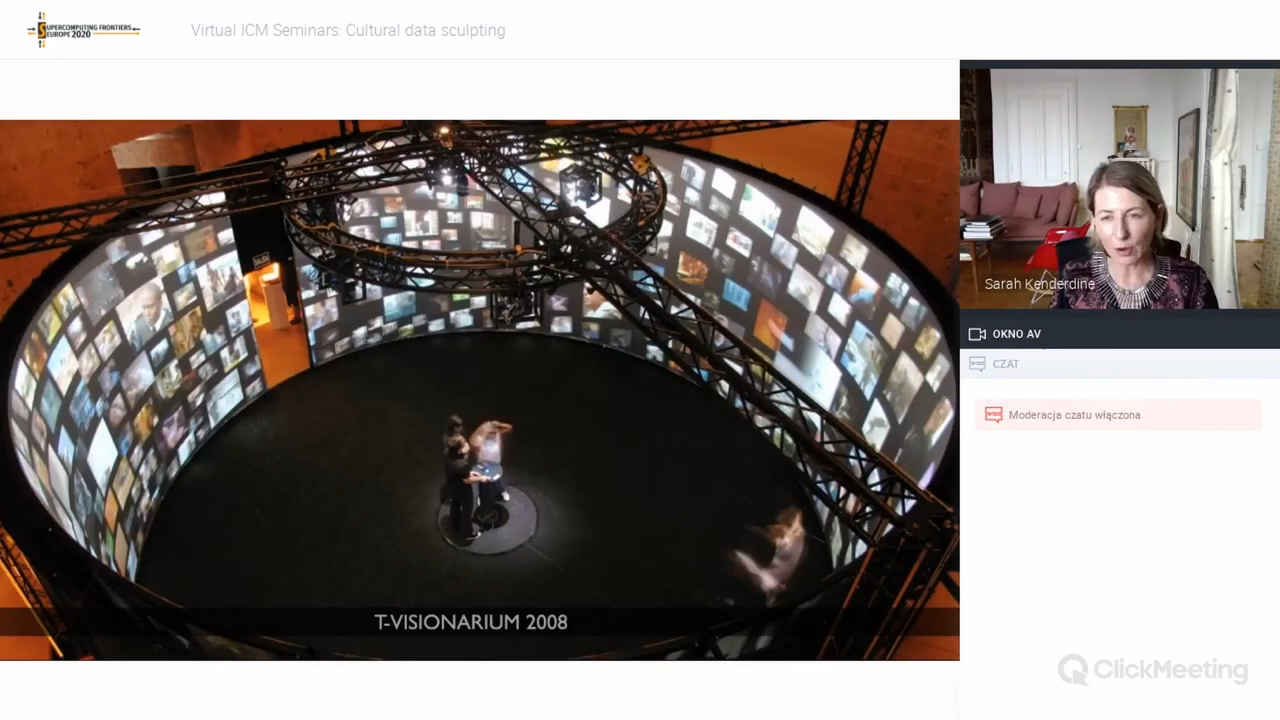 SUPERCOMPUTING FRONTIERS
EUROPE 2020
Virtual ICM Seminars: Cultural data sculpting
Sarah Kenderdine
OKNO AV
CZAT
Moderacja czatu włączona
T-VISIONARIUM 2008
ClickMeeting